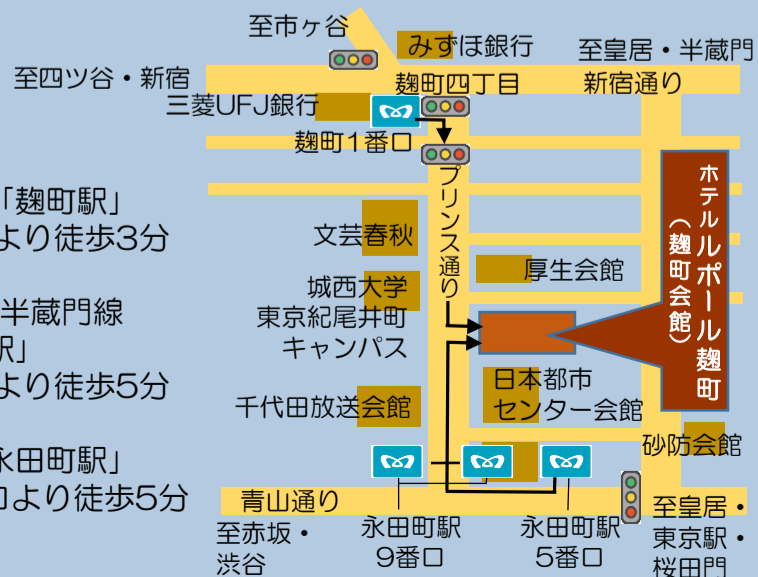 至市ヶ谷
みずほ銀行
至皇居・半蔵門
至四ツ谷・新宿
麹町四丁目
新宿通り
三菱UFJ銀行
麹町1番口
プリンス通り
「麹町駅」
より徒歩3分
半蔵門線
駅」
より徒歩5分
永田町駅」
口より徒歩5分
文芸春秋
厚生会館
城西大学
東京紀尾井町
キャンパス
ホテルルポール麹町
（麹町会館）
日本都市
センター会館
千代田放送会館
砂防会館
青山通り
至赤坂・
渋谷
永田町駅
9番口
永田町駅
5番口
至皇居・
東京駅・
桜田門